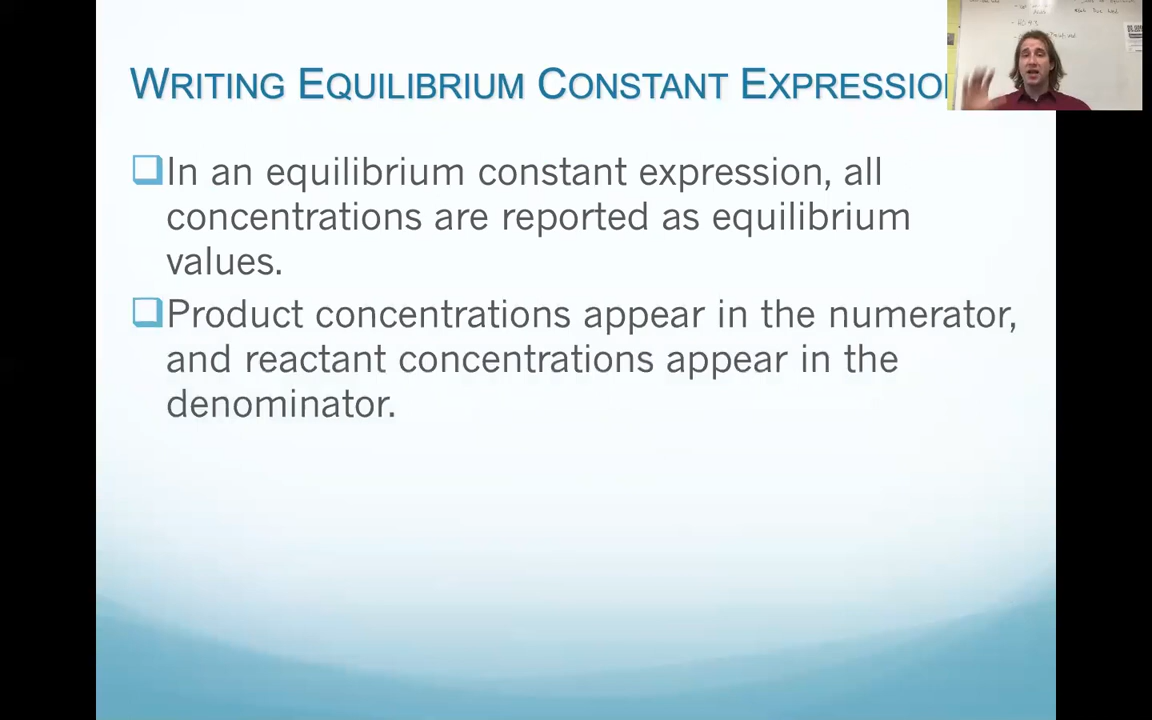 WRITING EQUILIBRIUM CONSTANT
In an equilibrium constant expression, all
concentrations are reported as equilibrium
values.
Product concentrations appear in the numerator,
and reactant concentrations appear in the
denominator.